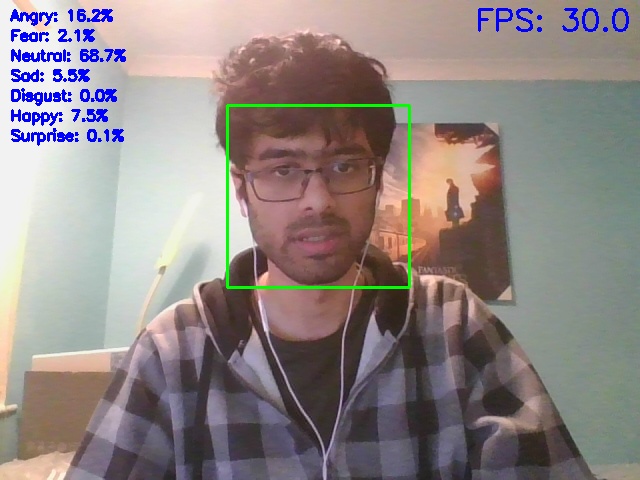 Angry: 16.2%
FPS: 30.0
Fear: 2.1%
Neutral: 68.7%
Sad: 5.5%
Disgust: 0.0%
Happy: 7.5%
Surprise: 0.1%
FANTASTIC